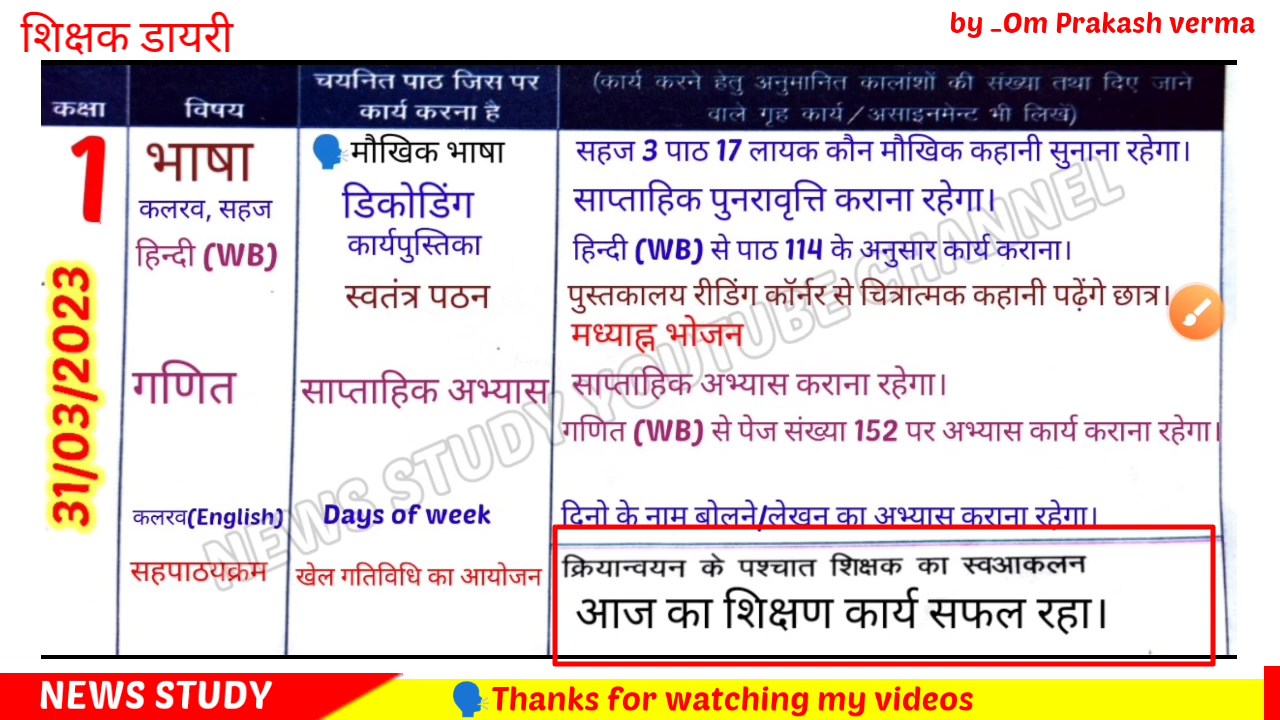 शिक्षक डायरी
by -Om Prakash verma
कक्षा
विषय
चयनित पाठ जिस पर
कार्य करना है
(कार्य करने हेतु अनुमानित कालांशों की संख्या तथा दिए जाने
वाले गृह कार्य/असाइनमेन्ट भी लिखें)
1
31/03/2023
भाषा
मौखिक भाषा
सहज 3 पाठ 17 लायक कौन मौखिक कहानी सुनाना रहेगा।
कलरव, सहज
डिकोडिंग
साप्ताहिक पुनरावृत्ति कराना रहेगा।
हिन्दी (WB)
कार्यपुस्तिका
हिन्दी (WB) से पाठ 114 के अनुसार कार्य कराना।
स्वतंत्र पठन
पुस्तकालय रीडिंग कॉर्नर से चित्रात्मक कहानी पढ़ेंगे छात्र।
मध्याह्न भोजन
गणित
साप्ताहिक अभ्यास
साप्ताहिक अभ्यास कराना रहेगा।
गणित (WB) से पेज संख्या 152 पर अभ्यास कार्य कराना रहेगा।
कलरव(English)
Days of week
दिनो के नाम बोलने/लेखन का अभ्यास कराना रहेगा।
सहपाठयक्रम
खेल गतिविधि का आयोजन
क्रियान्वयन के पश्चात शिक्षक का स्वआकलन
आज का शिक्षण कार्य सफल रहा।
NEWS STUDY YOUTUBE CHANNEL
NEWS STUDY
Thanks for watching my videos